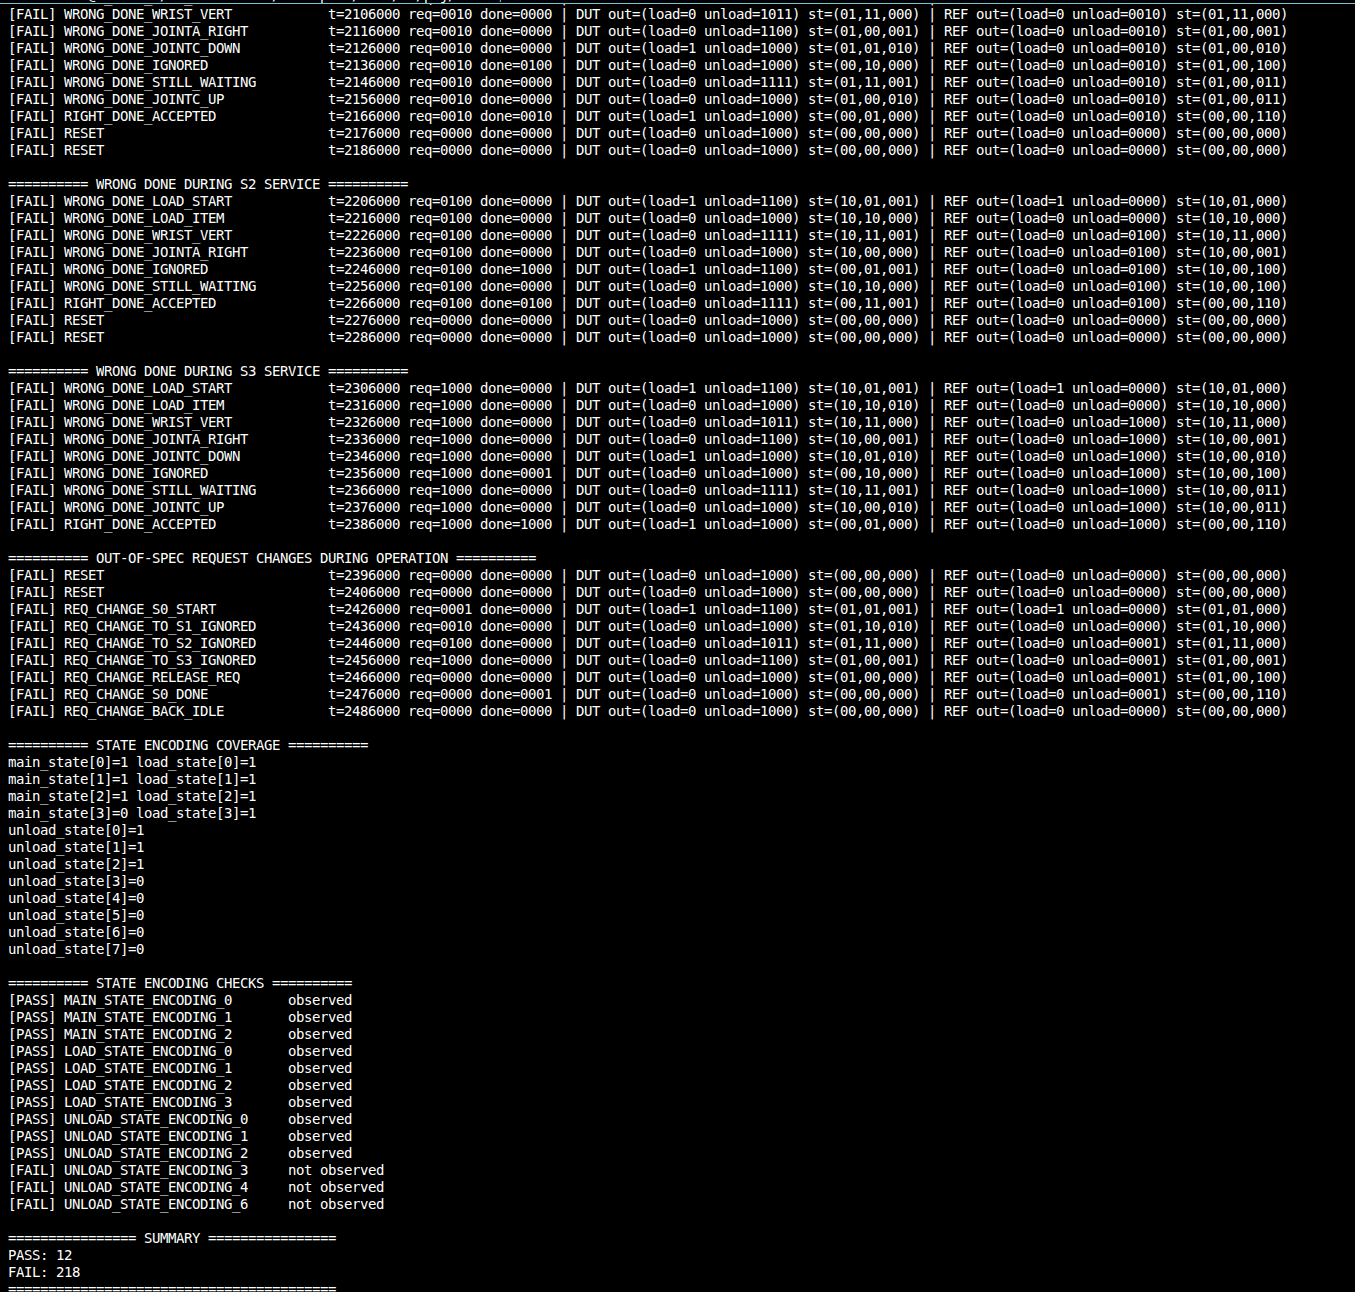 [FAIL] WRONG_DONE_WRIST_VERT            t=2106000 req=0010 done=0000 | DUT out=(load=0 unload=1011) st=(01,11,000) | REF out=(load=0 unload=0010) st=(01,11,000)
[FAIL] WRONG_DONE_JOINTA_RIGHT          t=2116000 req=0010 done=0000 | DUT out=(load=0 unload=1100) st=(01,00,001) | REF out=(load=0 unload=0010) st=(01,00,001)
[FAIL] WRONG_DONE_JOINTC_DOWN           t=2126000 req=0010 done=0000 | DUT out=(load=1 unload=1000) st=(01,01,010) | REF out=(load=0 unload=0010) st=(01,00,010)
[FAIL] WRONG_DONE_IGNORED               t=2136000 req=0010 done=0100 | DUT out=(load=0 unload=1000) st=(00,10,000) | REF out=(load=0 unload=0010) st=(01,00,100)
[FAIL] WRONG_DONE_STILL_WAITING         t=2146000 req=0010 done=0000 | DUT out=(load=0 unload=1111) st=(01,11,001) | REF out=(load=0 unload=0010) st=(01,00,011)
[FAIL] WRONG_DONE_JOINTC_UP             t=2156000 req=0010 done=0000 | DUT out=(load=0 unload=1000) st=(01,00,010) | REF out=(load=0 unload=0010) st=(01,00,011)
[FAIL] RIGHT_DONE_ACCEPTED              t=2166000 req=0010 done=0010 | DUT out=(load=1 unload=1000) st=(00,01,000) | REF out=(load=0 unload=0010) st=(00,00,110)
[FAIL] RESET                            t=2176000 req=0000 done=0000 | DUT out=(load=0 unload=1000) st=(00,00,000) | REF out=(load=0 unload=0000) st=(00,00,000)
[FAIL] RESET                            t=2186000 req=0000 done=0000 | DUT out=(load=0 unload=1000) st=(00,00,000) | REF out=(load=0 unload=0000) st=(00,00,000)
========== WRONG DONE DURING S2 SERVICE ==========
[FAIL] WRONG_DONE_LOAD_START            t=2206000 req=0100 done=0000 | DUT out=(load=1 unload=1100) st=(10,01,001) | REF out=(load=1 unload=0000) st=(10,01,000)
[FAIL] WRONG_DONE_LOAD_ITEM             t=2216000 req=0100 done=0000 | DUT out=(load=0 unload=1000) st=(10,10,000) | REF out=(load=0 unload=0000) st=(10,10,000)
[FAIL] WRONG_DONE_WRIST_VERT            t=2226000 req=0100 done=0000 | DUT out=(load=0 unload=1111) st=(10,11,001) | REF out=(load=0 unload=0100) st=(10,11,000)
[FAIL] WRONG_DONE_JOINTA_RIGHT          t=2236000 req=0100 done=0000 | DUT out=(load=0 unload=1000) st=(10,00,000) | REF out=(load=0 unload=0100) st=(10,00,001)
[FAIL] WRONG_DONE_IGNORED               t=2246000 req=0100 done=1000 | DUT out=(load=1 unload=1100) st=(00,01,001) | REF out=(load=0 unload=0100) st=(10,00,100)
[FAIL] WRONG_DONE_STILL_WAITING         t=2256000 req=0100 done=0000 | DUT out=(load=0 unload=1000) st=(10,10,000) | REF out=(load=0 unload=0100) st=(10,00,100)
[FAIL] RIGHT_DONE_ACCEPTED              t=2266000 req=0100 done=0100 | DUT out=(load=0 unload=1111) st=(00,11,001) | REF out=(load=0 unload=0100) st=(00,00,110)
[FAIL] RESET                            t=2276000 req=0000 done=0000 | DUT out=(load=0 unload=1000) st=(00,00,000) | REF out=(load=0 unload=0000) st=(00,00,000)
[FAIL] RESET                            t=2286000 req=0000 done=0000 | DUT out=(load=0 unload=1000) st=(00,00,000) | REF out=(load=0 unload=0000) st=(00,00,000)
========== WRONG DONE DURING S3 SERVICE ==========
[FAIL] WRONG_DONE_LOAD_START            t=2306000 req=1000 done=0000 | DUT out=(load=1 unload=1100) st=(10,01,001) | REF out=(load=1 unload=0000) st=(10,01,000)
[FAIL] WRONG_DONE_LOAD_ITEM             t=2316000 req=1000 done=0000 | DUT out=(load=0 unload=1000) st=(10,10,010) | REF out=(load=0 unload=0000) st=(10,10,000)
[FAIL] WRONG_DONE_WRIST_VERT            t=2326000 req=1000 done=0000 | DUT out=(load=0 unload=1011) st=(10,11,000) | REF out=(load=0 unload=1000) st=(10,11,000)
[FAIL] WRONG_DONE_JOINTA_RIGHT          t=2336000 req=1000 done=0000 | DUT out=(load=0 unload=1100) st=(10,00,001) | REF out=(load=0 unload=1000) st=(10,00,001)
[FAIL] WRONG_DONE_JOINTC_DOWN           t=2346000 req=1000 done=0000 | DUT out=(load=1 unload=1000) st=(10,01,010) | REF out=(load=0 unload=1000) st=(10,00,010)
[FAIL] WRONG_DONE_IGNORED               t=2356000 req=1000 done=0001 | DUT out=(load=0 unload=1000) st=(00,10,000) | REF out=(load=0 unload=1000) st=(10,00,100)
[FAIL] WRONG_DONE_STILL_WAITING         t=2366000 req=1000 done=0000 | DUT out=(load=0 unload=1111) st=(10,11,001) | REF out=(load=0 unload=1000) st=(10,00,011)
[FAIL] WRONG_DONE_JOINTC_UP             t=2376000 req=1000 done=0000 | DUT out=(load=0 unload=1000) st=(10,00,010) | REF out=(load=0 unload=1000) st=(10,00,011)
[FAIL] RIGHT_DONE_ACCEPTED              t=2386000 req=1000 done=1000 | DUT out=(load=1 unload=1000) st=(00,01,000) | REF out=(load=0 unload=1000) st=(00,00,110)
========== OUT-OF-SPEC REQUEST CHANGES DURING OPERATION ==========
[FAIL] RESET                            t=2396000 req=0000 done=0000 | DUT out=(load=0 unload=1000) st=(00,00,000) | REF out=(load=0 unload=0000) st=(00,00,000)
[FAIL] RESET                            t=2406000 req=0000 done=0000 | DUT out=(load=0 unload=1000) st=(00,00,000) | REF out=(load=0 unload=0000) st=(00,00,000)
[FAIL] REQ_CHANGE_S0_START              t=2426000 req=0001 done=0000 | DUT out=(load=1 unload=1100) st=(01,01,001) | REF out=(load=1 unload=0000) st=(01,01,000)
[FAIL] REQ_CHANGE_TO_S1_IGNORED         t=2436000 req=0010 done=0000 | DUT out=(load=0 unload=1000) st=(01,10,010) | REF out=(load=0 unload=0000) st=(01,10,000)
[FAIL] REQ_CHANGE_TO_S2_IGNORED         t=2446000 req=0100 done=0000 | DUT out=(load=0 unload=1011) st=(01,11,000) | REF out=(load=0 unload=0001) st=(01,11,000)
[FAIL] REQ_CHANGE_TO_S3_IGNORED         t=2456000 req=1000 done=0000 | DUT out=(load=0 unload=1100) st=(01,00,001) | REF out=(load=0 unload=0001) st=(01,00,001)
[FAIL] REQ_CHANGE_RELEASE_REQ           t=2466000 req=0000 done=0000 | DUT out=(load=0 unload=1000) st=(01,00,000) | REF out=(load=0 unload=0001) st=(01,00,100)
[FAIL] REQ_CHANGE_S0_DONE               t=2476000 req=0000 done=0001 | DUT out=(load=0 unload=1000) st=(00,00,000) | REF out=(load=0 unload=0001) st=(00,00,110)
[FAIL] REQ_CHANGE_BACK_IDLE             t=2486000 req=0000 done=0000 | DUT out=(load=0 unload=1000) st=(00,00,000) | REF out=(load=0 unload=0000) st=(00,00,000)
========== STATE ENCODING COVERAGE ==========
main_state[0]=1 load_state[0]=1
main_state[1]=1 load_state[1]=1
main_state[2]=1 load_state[2]=1
main_state[3]=0 load_state[3]=1
unload_state[0]=1
unload_state[1]=1
unload_state[2]=1
unload_state[3]=0
unload_state[4]=0
unload_state[5]=0
unload_state[6]=0
unload_state[7]=0
========== STATE ENCODING CHECKS ==========
[PASS] MAIN_STATE_ENCODING_0       observed
[PASS] MAIN_STATE_ENCODING_1       observed
[PASS] MAIN_STATE_ENCODING_2       observed
[PASS] LOAD_STATE_ENCODING_0       observed
[PASS] LOAD_STATE_ENCODING_1       observed
[PASS] LOAD_STATE_ENCODING_2       observed
[PASS] LOAD_STATE_ENCODING_3       observed
[PASS] UNLOAD_STATE_ENCODING_0     observed
[PASS] UNLOAD_STATE_ENCODING_1     observed
[PASS] UNLOAD_STATE_ENCODING_2     observed
[FAIL] UNLOAD_STATE_ENCODING_3     not observed
[FAIL] UNLOAD_STATE_ENCODING_4     not observed
[FAIL] UNLOAD_STATE_ENCODING_6     not observed
================ SUMMARY ================
PASS: 12
FAIL: 218
=========================================